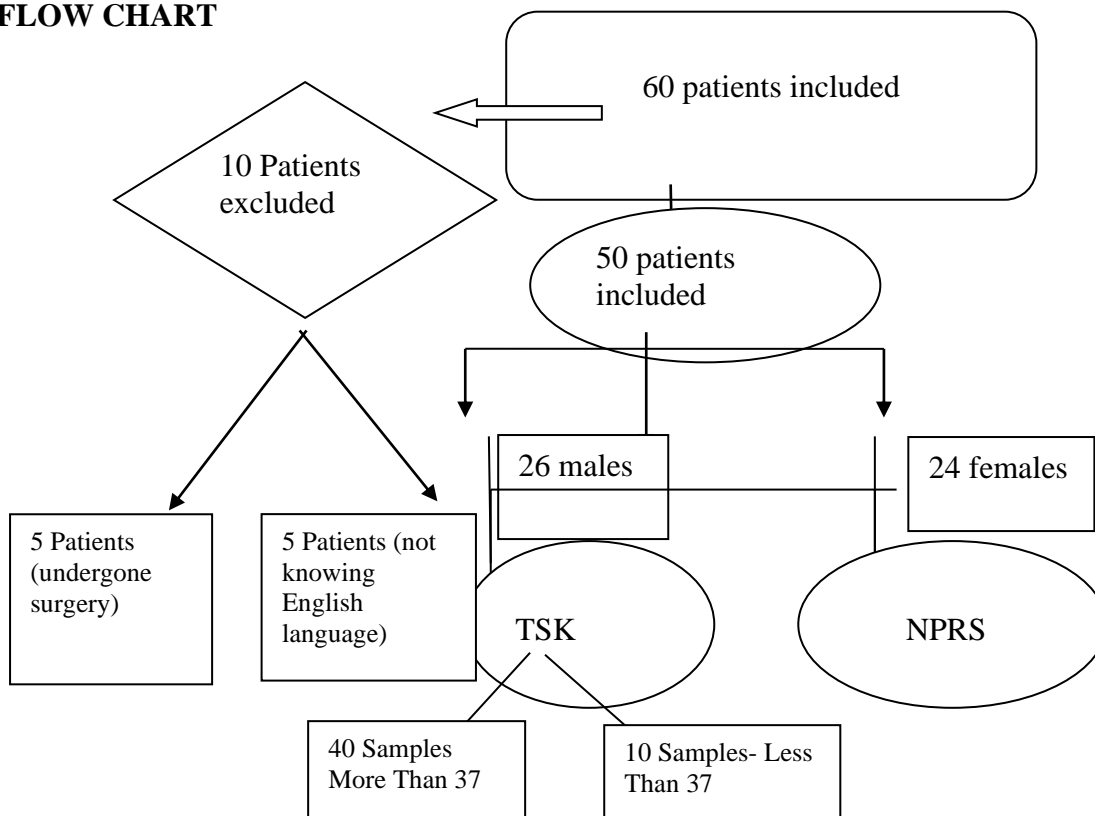 FLOW CHART
60 patients included
10 Patients
excluded
50 patients
included
26 males
24 females
5 Patients
(undergone
surgery)
5 Patients (not
knowing
English
language)
TSK
NPRS
40 Samples
More Than 37
10 Samples- Less
Than 37